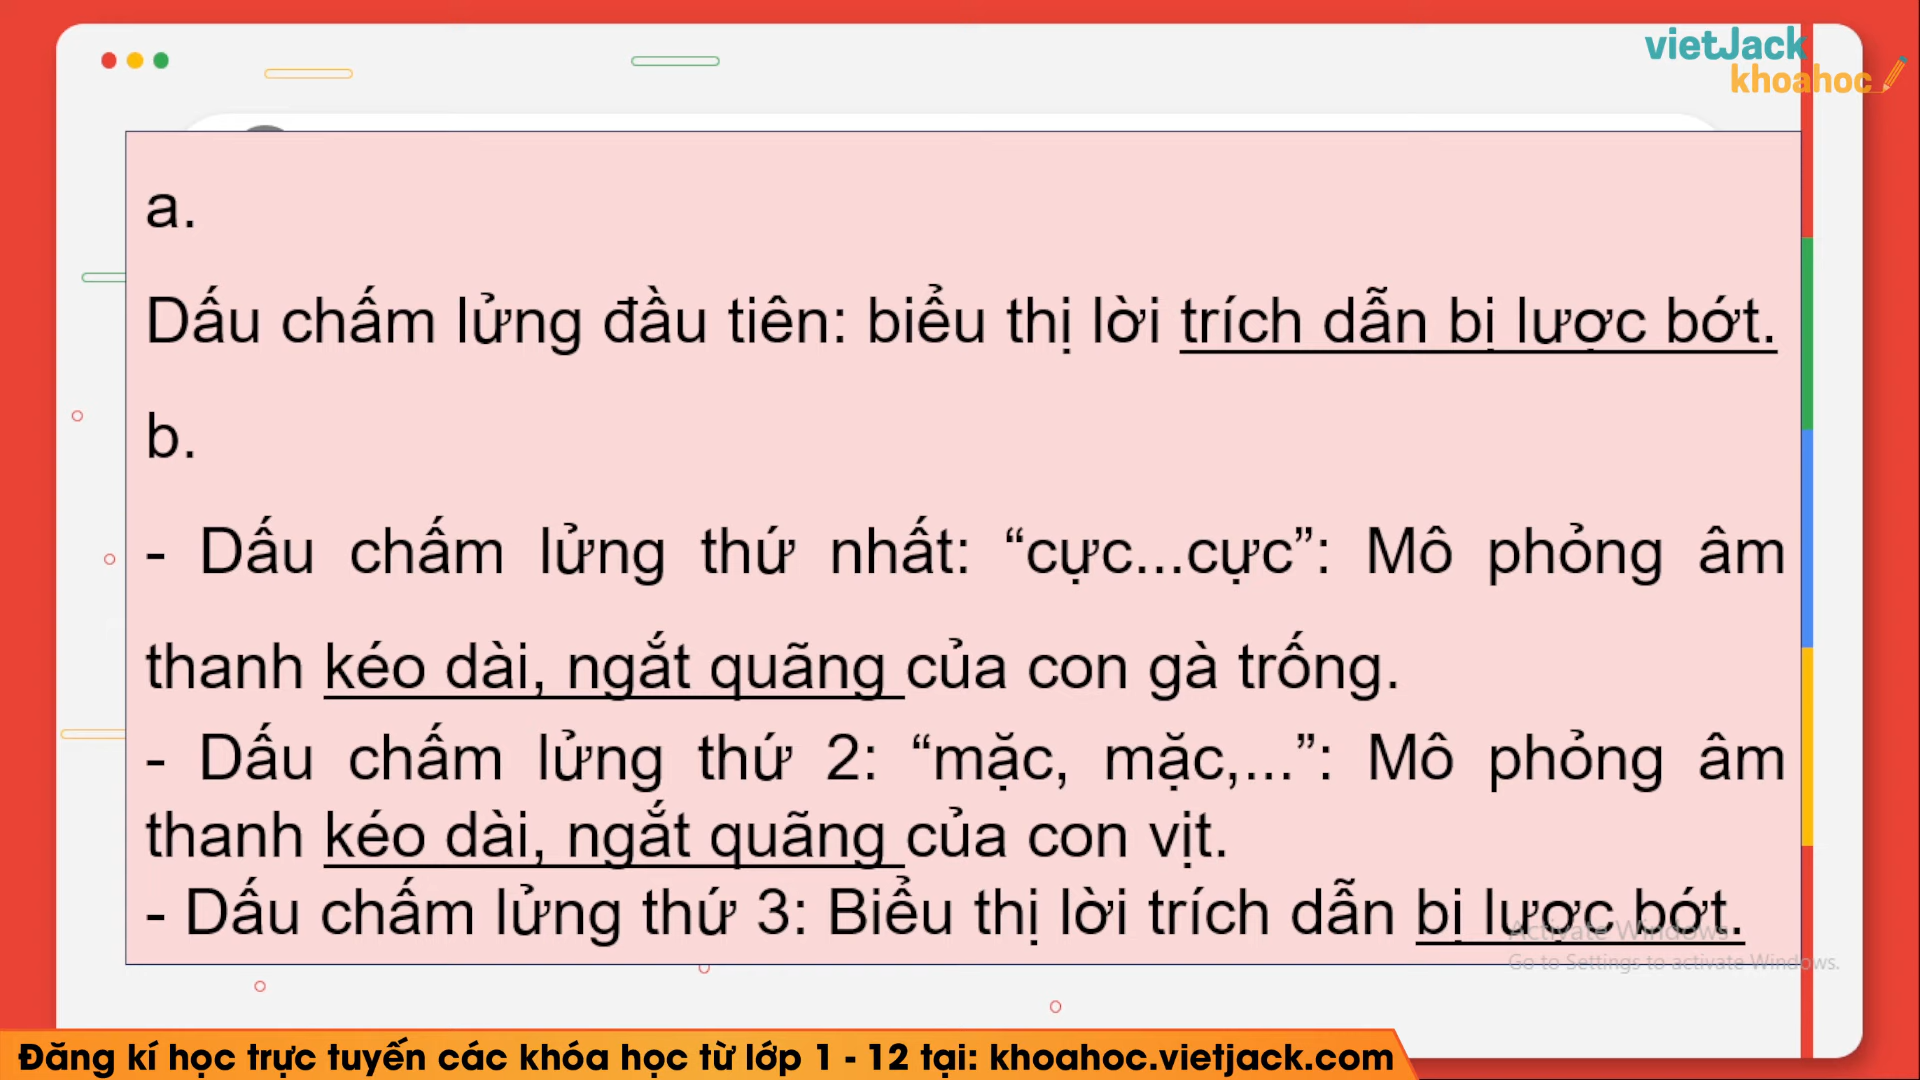 vietJack
khoahoc
a.
Dấu chấm lửng đầu tiên: biểu thị lời trích dẫn bị lược bớt.
b.
- Dấu chấm lửng thứ nhất: “cực...cực”: Mô phỏng âm
thanh kéo dài, ngắt quãng của con gà trống.
- Dấu chấm lửng thứ 2: “mặc, mặc,...”: Mô phỏng âm
thanh kéo dài, ngắt quãng của con vịt.
- Dấu chấm lửng thứ 3: Biểu thị lời trích dẫn bị lược bớt.
Activate Windows
Go to Settings to activate Windows.
Đăng kí học trực tuyến các khóa học từ lớp 1 - 12 tại: khoahoc.vietjack.com